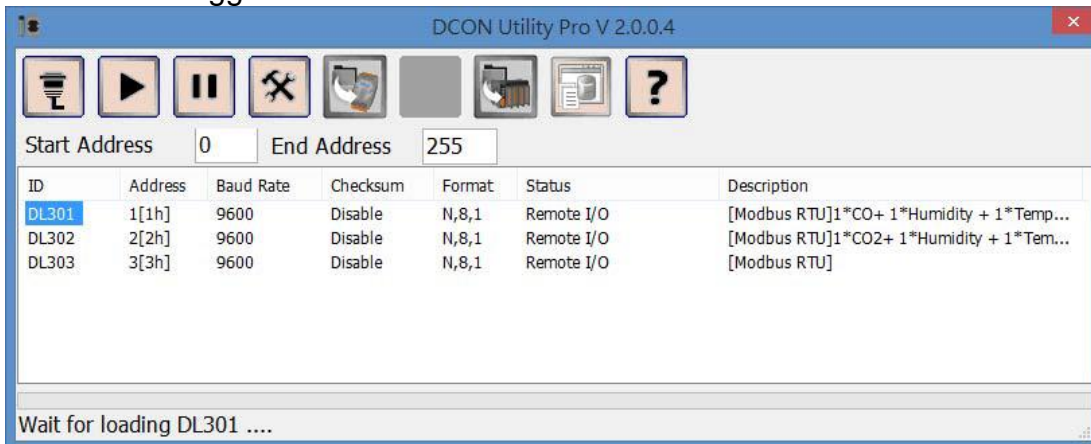 DCON Utility Pro V 2.0.0.4
Start Address 0 End Address 255
ID Address Baud Rate Checksum Format Status Description
DL301 1[1h] 9600 Disable N,8,1 Remote I/O [Modbus RTU]1*CO+ 1*Humidity + 1*Temp...
DL302 2[2h] 9600 Disable N,8,1 Remote I/O [Modbus RTU]1*CO2+ 1*Humidity + 1*Tem...
DL303 3[3h] 9600 Disable N,8,1 Remote I/O [Modbus RTU]
Wait for loading DL301 ....